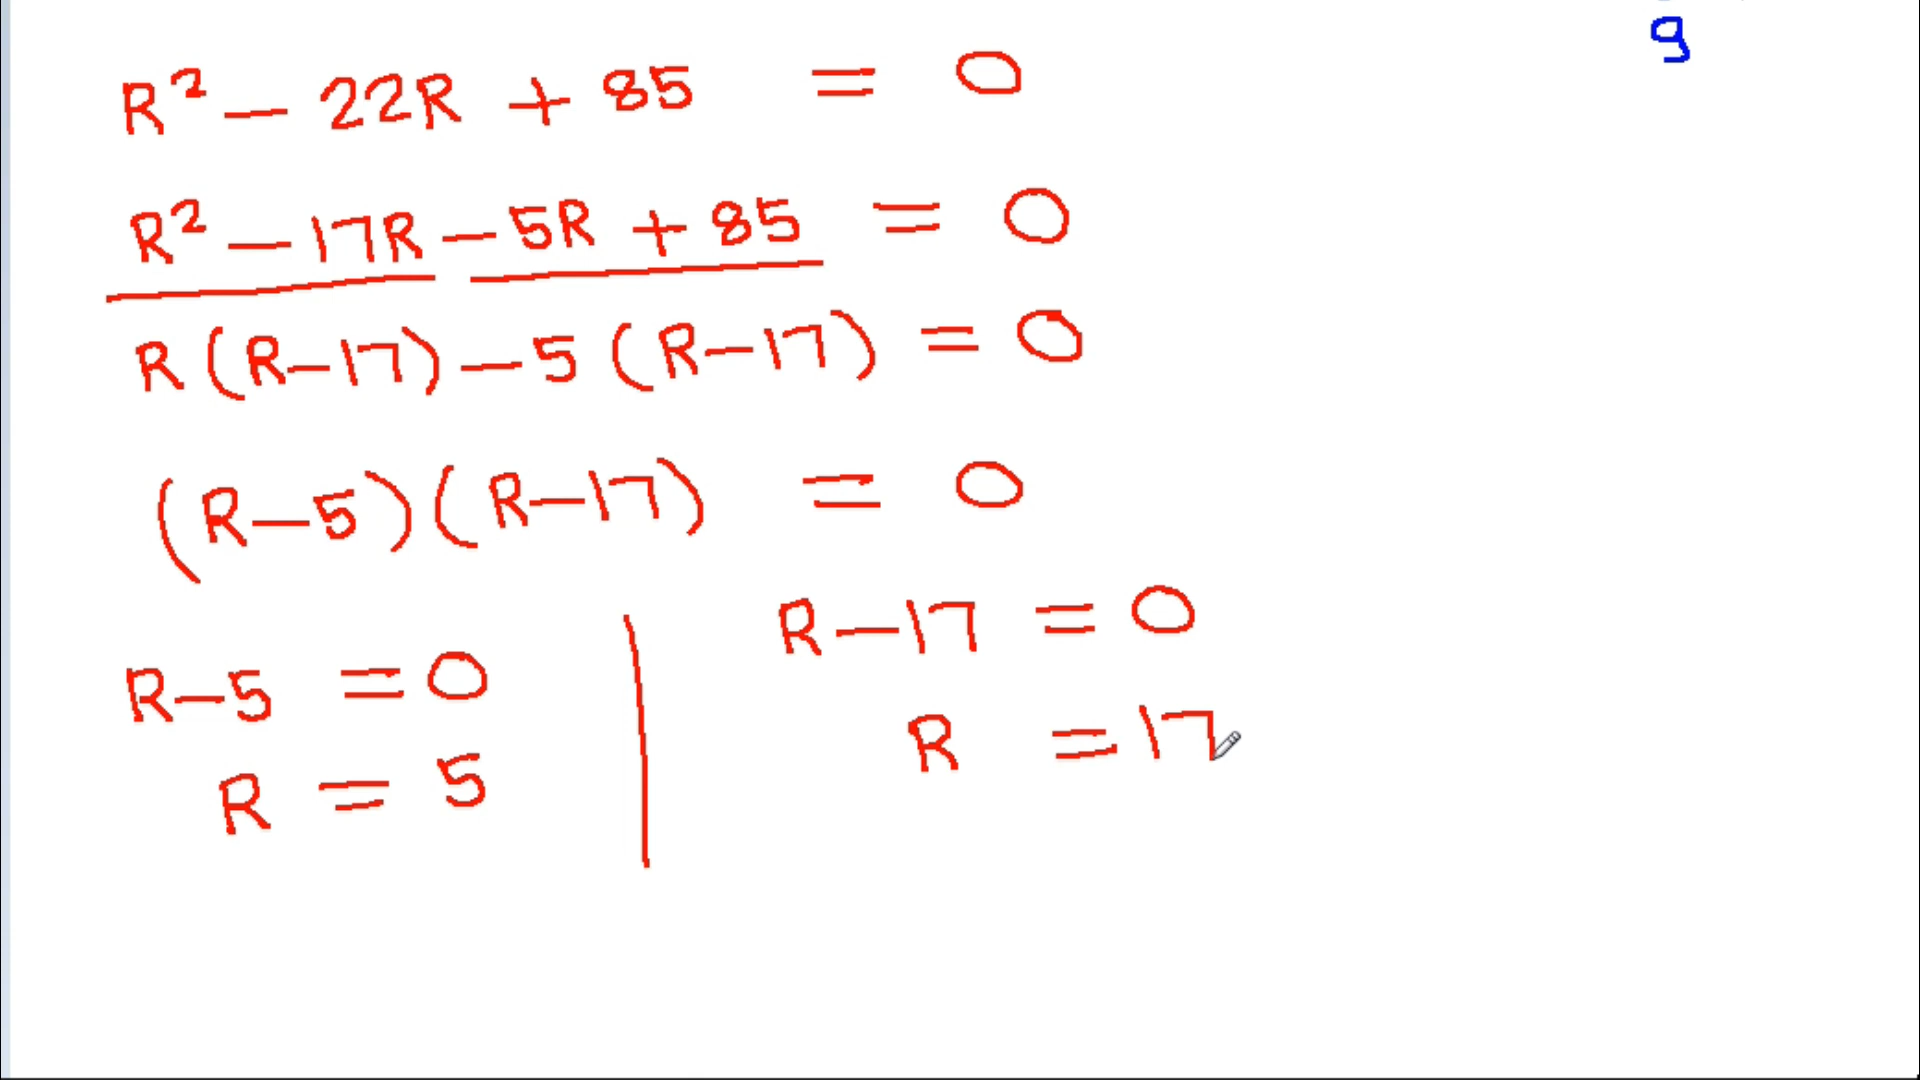 9
R² – 22R + 85 = 0
R² – 17R – 5R + 85 = 0
R (R–17) – 5 (R–17) = 0
(R–5) (R–17) = 0
R–5 = 0
R = 5
R–17 = 0
R = 17